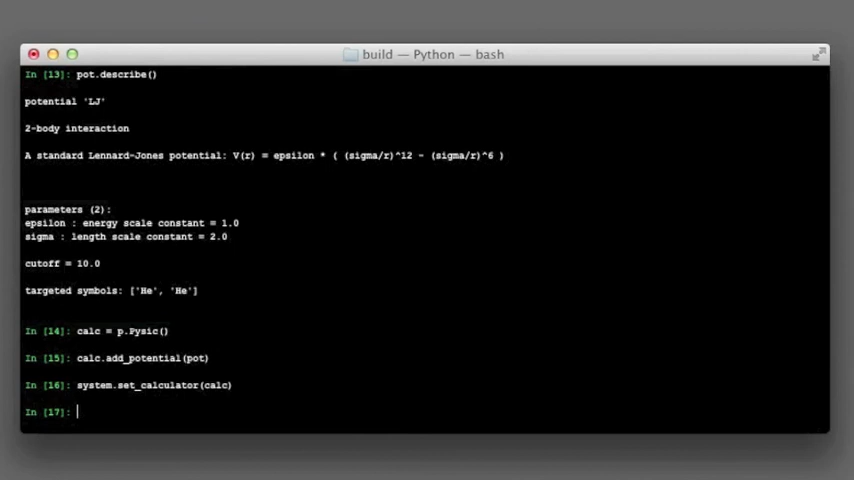 build — Python — bash
In [13]: pot.describe()
potential 'LJ'
2-body interaction
A standard Lennard-Jones potential: V(r) = epsilon * ( (sigma/r)^12 - (sigma/r)^6 )
parameters (2):
epsilon : energy scale constant = 1.0
sigma : length scale constant = 2.0
cutoff = 10.0
targeted symbols: ['He', 'He']
In [14]: calc = p.Pysic()
In [15]: calc.add_potential(pot)
In [16]: system.set_calculator(calc)
In [17]: